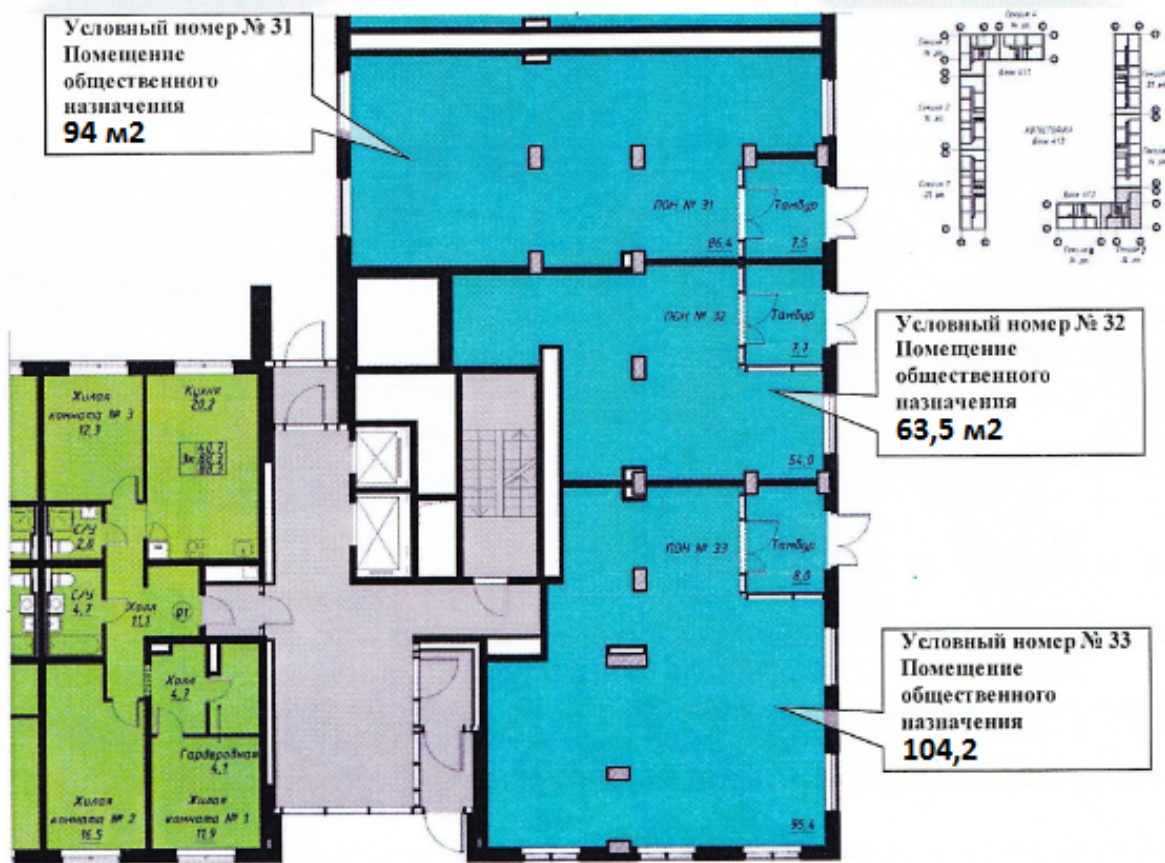 Условный номер № 31
Помещение
общественного
назначения
94 м2
ПОН № 31
86,4
Тамбур
7,5
ПОН № 32
Тамбур
7,7
54,0
Условный номер № 32
Помещение
общественного
назначения
63,5 м2
ПОН № 33
Тамбур
8,0
95,4
Условный номер № 33
Помещение
общественного
назначения
104,2
Жилая
комната № 3
12,3
Кухня
20,2
С/У
2,8
С/У
4,7
Холл
11,1
Холл
4,7
Гардеробная
4,1
Жилая
комната № 2
16,5
Жилая
комната № 1
11,9